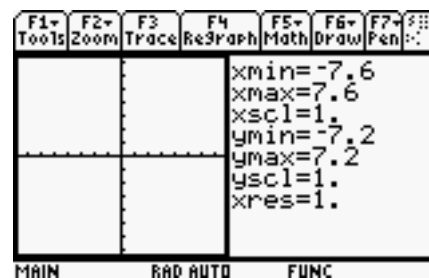 F1▾ F2▾ F3 F4 F5▾ F6▾ F7▾
Tools Zoom Trace ReGraph Math Draw Pen
xmin=⁻7.6
xmax=7.6
xscl=1.
ymin=⁻7.2
ymax=7.2
yscl=1.
xres=1.
MAIN RAD AUTO FUNC